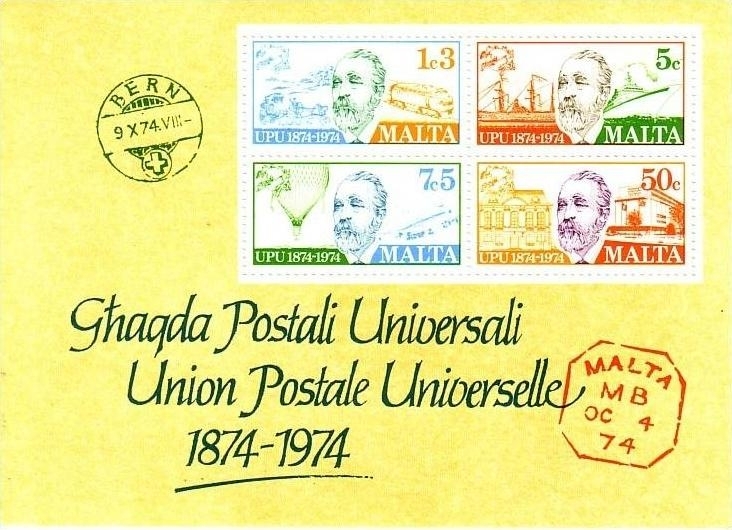 BERN
9 X 74.VIII-
1c3
UPU 1874-1974
MALTA
5c
UPU 1874-1974
MALTA
7c5
UPU 1874-1974
MALTA
50c
UPU 1874-1974
MALTA
Għaqda Postali Universali
Union Postale Universelle
1874-1974
MALTA
MB
OC 4
74